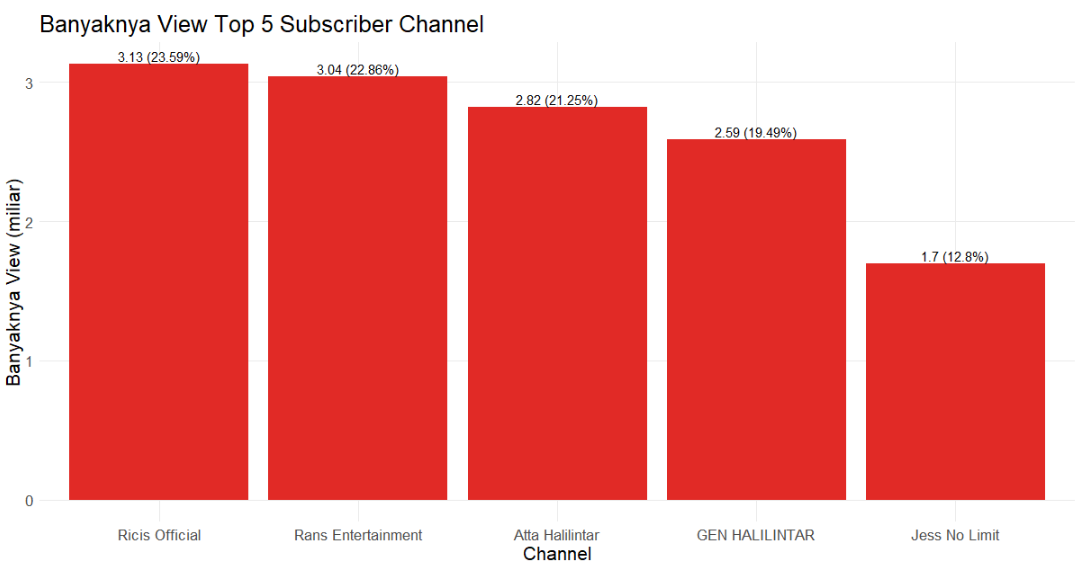 Banyaknya View Top 5 Subscriber Channel
Banyaknya View (miliar)
3
2
1
0
3.13 (23.59%)
3.04 (22.86%)
2.82 (21.25%)
2.59 (19.49%)
1.7 (12.8%)
Ricis Official
Rans Entertainment
Atta Halilintar
GEN HALILINTAR
Jess No Limit
Channel